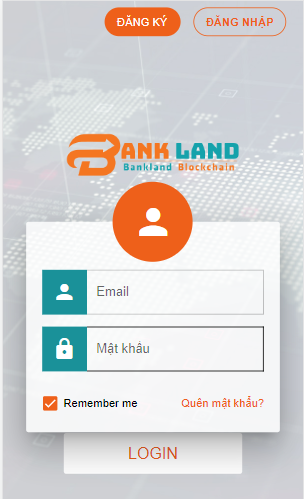 ĐĂNG KÝ ĐĂNG NHẬP
BANK LAND
Bankland Blockchain
Email
Mật khẩu
Remember me Quên mật khẩu?
LOGIN